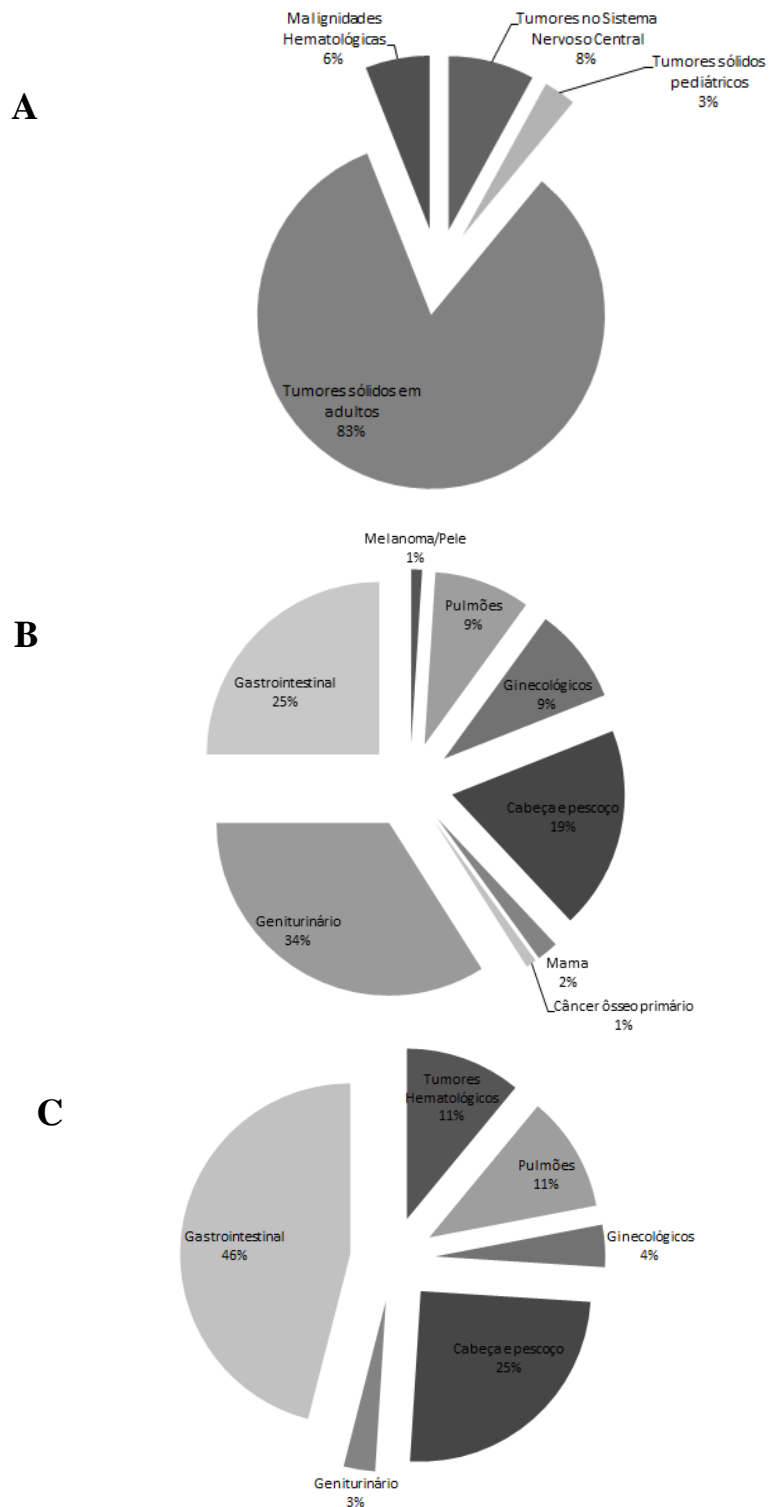 A
Malignidades
Hematológicas
6%
Tumores no Sistema
Nervoso Central
8%
Tumores sólidos
pediátricos
3%
Tumores sólidos em
adultos
83%
B
Melanoma/Pele
1%
Pulmões
9%
Ginecológicos
9%
Cabeça e pescoço
19%
Mama
2%
Câncer ôsseo primário
1%
Geniturinário
34%
Gastrointestinal
25%
C
Tumores
Hematológicos
11%
Pulmões
11%
Ginecológicos
4%
Cabeça e pescoço
25%
Geniturinário
3%
Gastrointestinal
46%